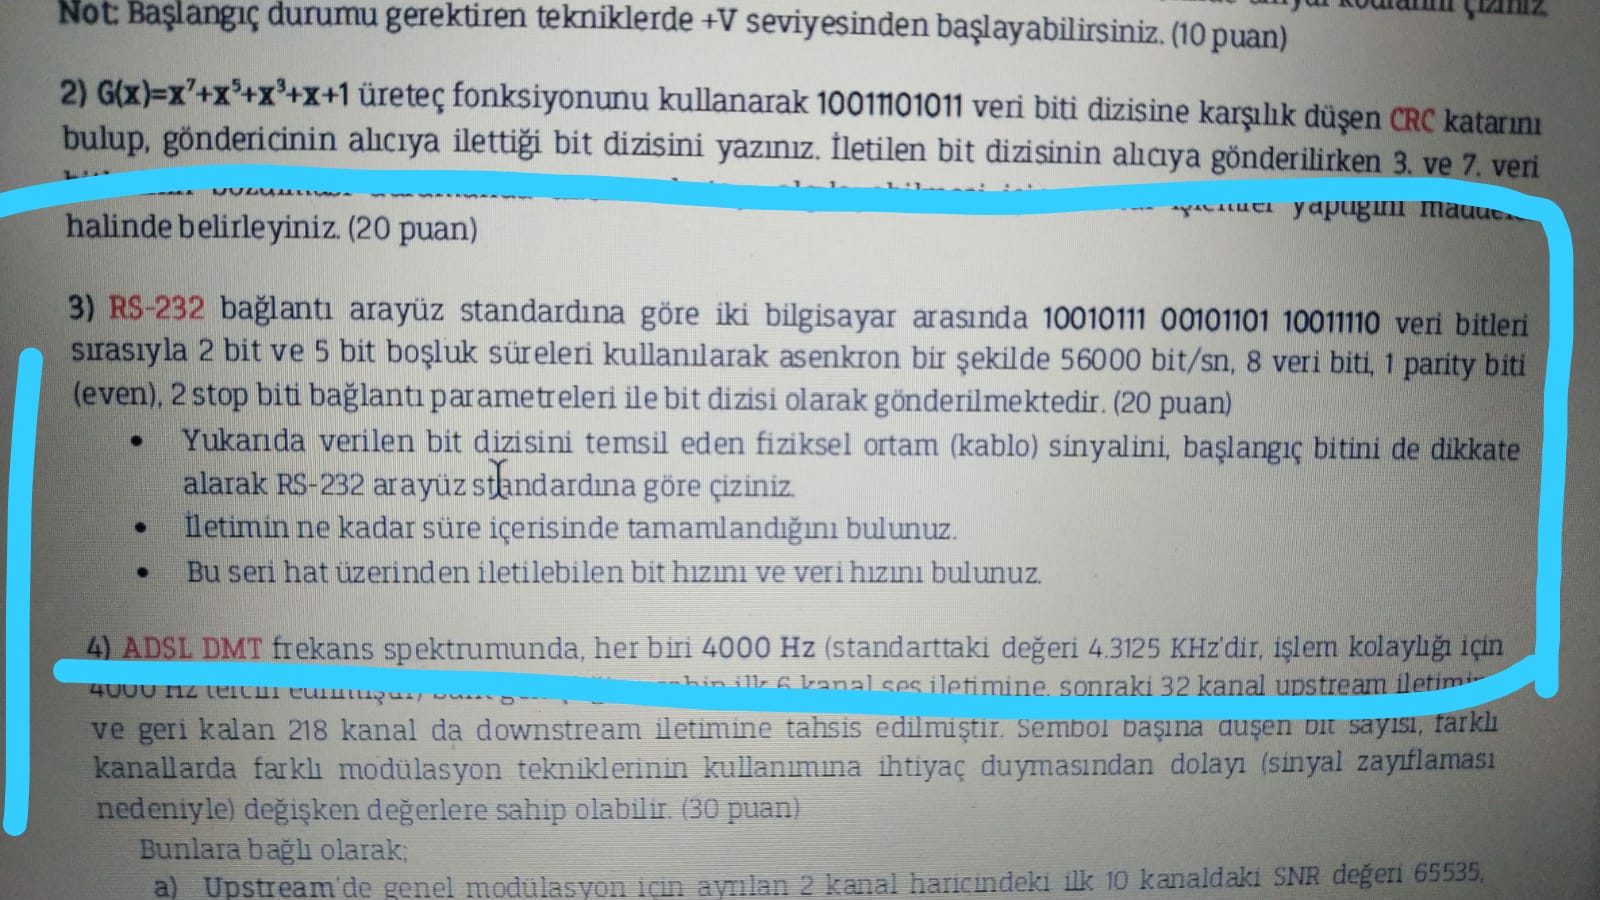 Not: Başlangıç durumu gerektiren tekniklerde +V seviyesinden başlayabilirsiniz. (10 puan)
2) G(x)=x⁷+x⁵+x³+x+1 üreteç fonksiyonunu kullanarak 10011101011 veri biti dizisine karşılık düşen CRC katarını
bulup, göndericinin alıcıya ilettiği bit dizisini yazınız. İletilen bit dizisinin alıcıya gönderilirken 3. ve 7. veri
yaptığını
halinde belirleyiniz. (20 puan)
3) RS-232 bağlantı arayüz standardına göre iki bilgisayar arasında 10010111 00101101 10011110 veri bitleri
sırasıyla 2 bit ve 5 bit boşluk süreleri kullanılarak asenkron bir şekilde 56000 bit/sn, 8 veri biti, 1 parity biti
(even), 2 stop biti bağlantı parametreleri ile bit dizisi olarak gönderilmektedir. (20 puan)
• Yukarıda verilen bit dizisini temsil eden fiziksel ortam (kablo) sinyalini, başlangıç bitini de dikkate
alarak RS-232 arayüz standardına göre çiziniz.
• İletimin ne kadar süre içerisinde tamamlandığını bulunuz.
• Bu seri hat üzerinden iletilebilen bit hızını ve veri hızını bulunuz.
4) ADSL DMT frekans spektrumunda, her biri 4000 Hz (standarttaki değeri 4.3125 KHz'dir, işlem kolaylığı için
4000 Hz ilk 6 kanal ses iletimine, sonraki 32 kanal upstream
ve geri kalan 218 kanal da downstream iletimine tahsis edilmiştir. Sembol başına düşen bit sayısı, farklı
kanallarda farklı modülasyon tekniklerinin kullanımına ihtiyaç duymasından dolayı (sinyal zayıflaması
nedeniyle) değişken değerlere sahip olabilir. (30 puan)
Bunlara bağlı olarak;
a) Upstream'de genel modülasyon için ayrılan 2 kanal haricindeki ilk 10 kanaldaki SNR değeri 65535,